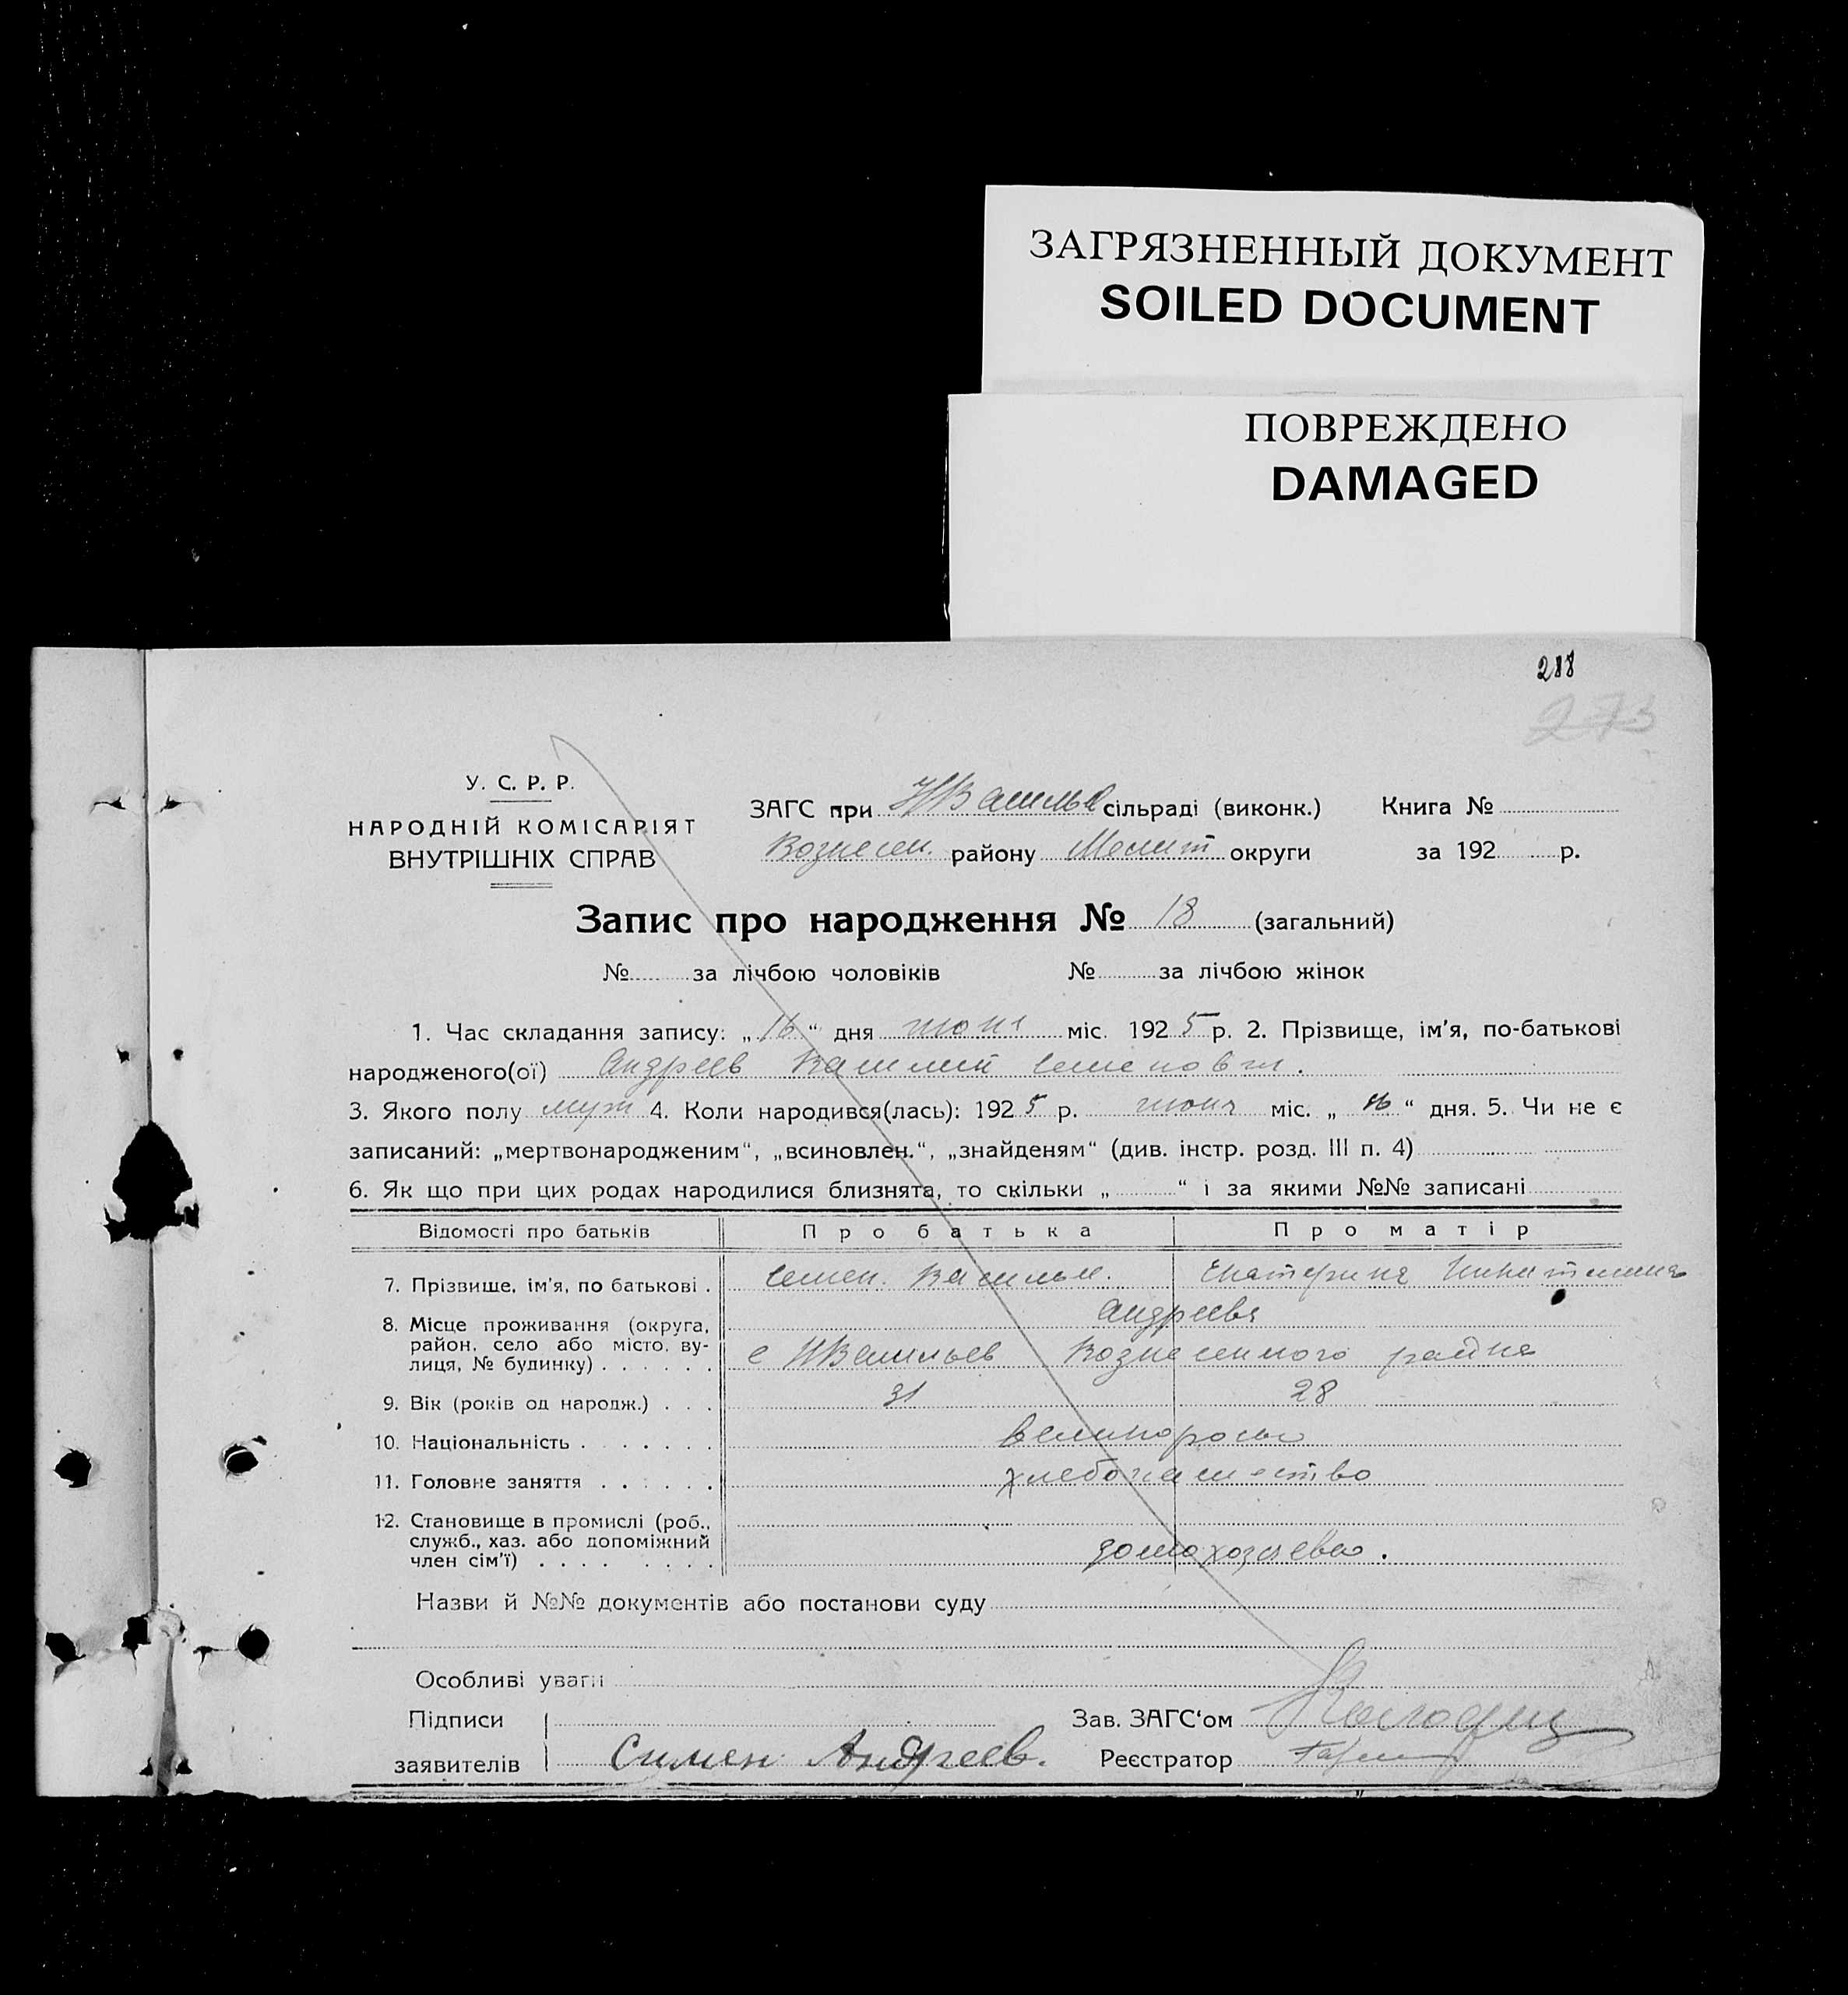 ЗАГРЯЗНЕННЫЙ ДОКУМЕНТ
SOILED DOCUMENT
ПОВРЕЖДЕНО
DAMAGED
288
273
У. С. Р. Р.
НАРОДНІЙ КОМІСАРІЯТ
ВНУТРІШНІХ СПРАВ
ЗАГС при НВасильев сільраді (виконк.) Книга №
Вознесен. району Мелит округи за 192 р.
Запис про народження № 18 (загальний)
№ за лічбою чоловіків № за лічбою жінок
1. Час складання запису: „16“ дня июня міс. 1925 р. 2. Прізвище, ім'я, по-батькові
народженого(ої) Андреев Василий Семенович.
3. Якого полу муж 4. Коли народився(лась): 1925 р. июня міс. „16“ дня. 5. Чи не є
записаний: „мертвонародженим“, „всиновлен.“, „знайденям“ (див. інстр. розд. III п. 4)
6. Як що при цих родах народилися близнята, то скільки „ “ і за якими №№ записані
Відомості про батьків Про батька Про матір
7. Прізвише, ім'я, по батькові . Семен. Васильи. Екатерина
Андреевы
8. Місце проживання (округа,
район, село або місто, ву-
лиця, № будинку) . . . . . . с НВасильев Вознесенского района
9. Вік (років од народж.) . . . 31 28
10. Національність . . . . . . великоросы
11. Головне заняття . . . . . . хлебопашество
12. Становище в промислі (роб.,
служб., хаз. або допоміжний
член сім'ї) . . . . . . . . домохозяева.
Назви й №№ документів або постанови суду
Особливі уваги
Підписи Зав. ЗАГС‘ом
заявителів Симен Андреев. Реєстратор